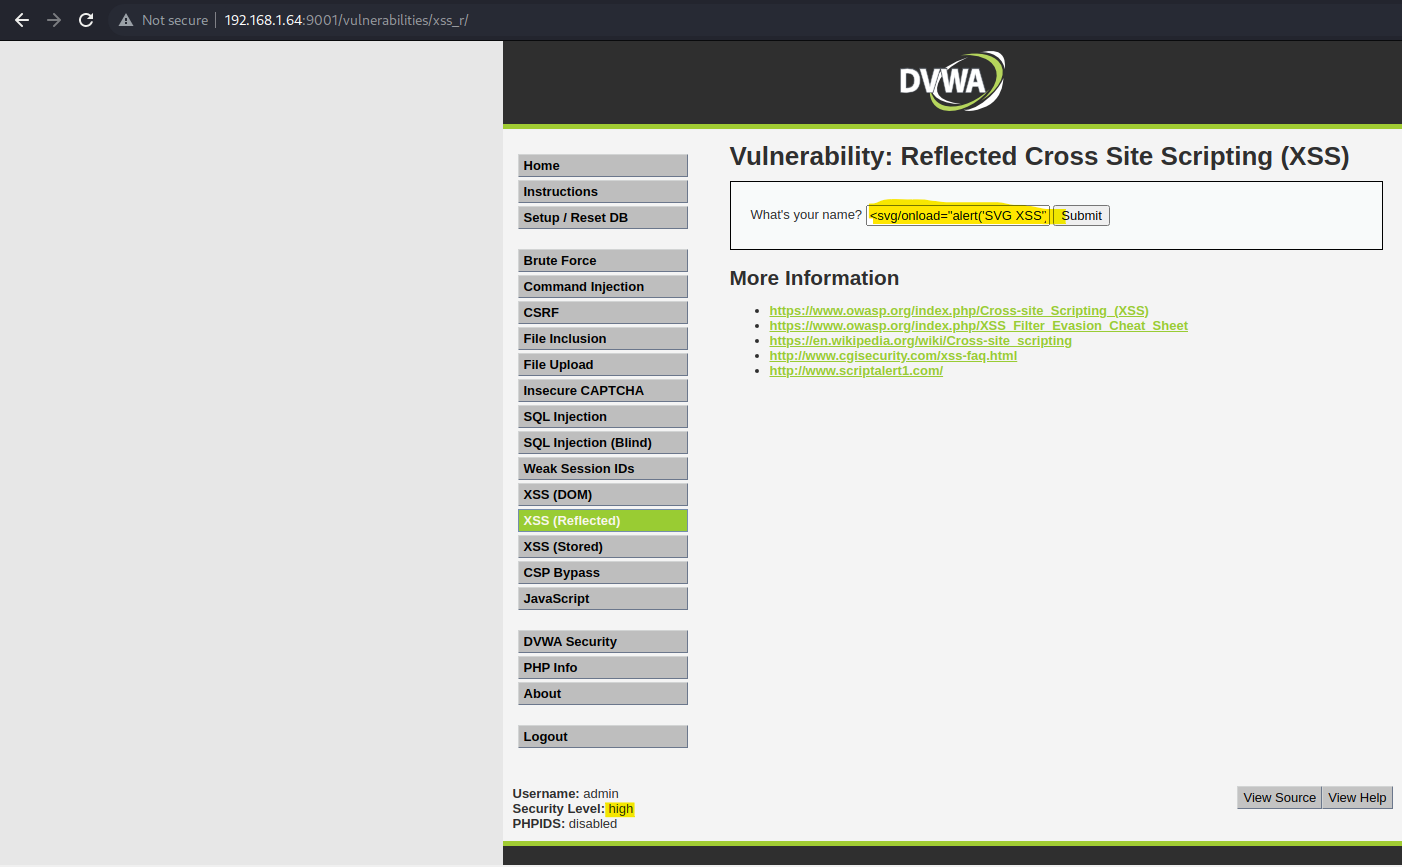 Not secure | 192.168.1.64:9001/vulnerabilities/xss_r/
DVWA
Vulnerability: Reflected Cross Site Scripting (XSS)
Home
Instructions
Setup / Reset DB
What's your name? <svg/onload="alert('SVG XSS') Submit
Brute Force
Command Injection
CSRF
File Inclusion
File Upload
Insecure CAPTCHA
SQL Injection
SQL Injection (Blind)
Weak Session IDs
XSS (DOM)
XSS (Reflected)
XSS (Stored)
CSP Bypass
JavaScript
More Information
https://www.owasp.org/index.php/Cross-site_Scripting_(XSS)
https://www.owasp.org/index.php/XSS_Filter_Evasion_Cheat_Sheet
https://en.wikipedia.org/wiki/Cross-site_scripting
http://www.cgisecurity.com/xss-faq.html
http://www.scriptalert1.com/
DVWA Security
PHP Info
About
Logout
Username: admin
Security Level: high
PHPIDS: disabled
View Source View Help